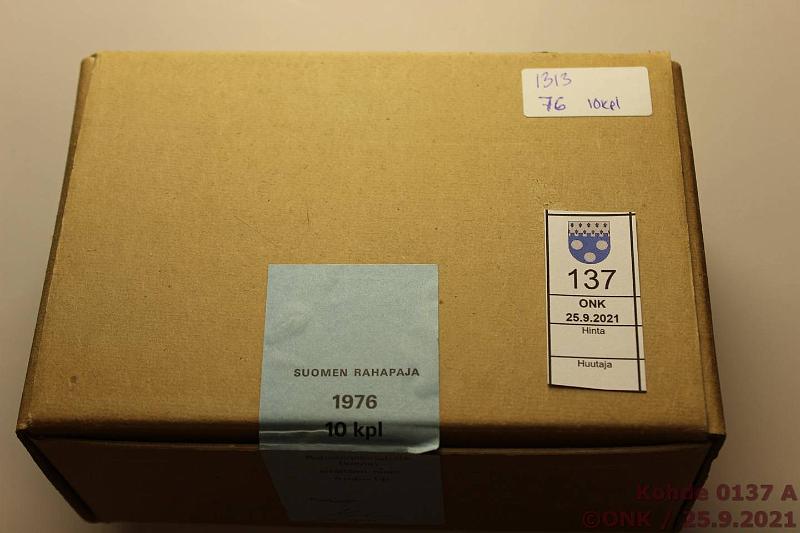 1313
76 10kpl
137
ONK
25.9.2021
Hinta
Huutaja
SUOMEN RAHAPAJA
1976
10 kpl
Kohde 0137 A
©ONK / 25.9.2021